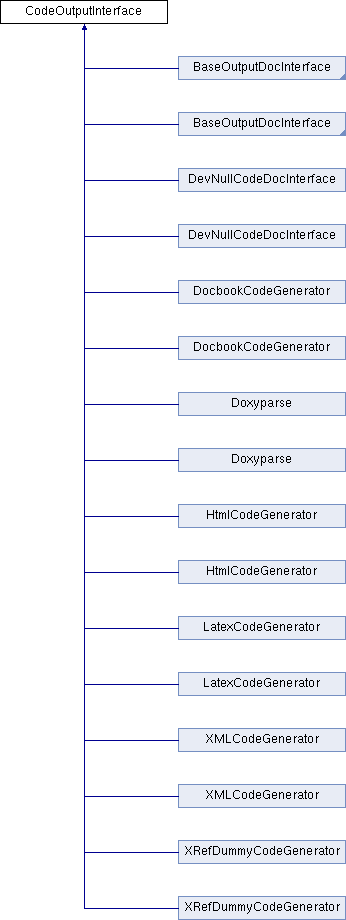 CodeOutputInterface
BaseOutputDocInterface
BaseOutputDocInterface
DevNullCodeDocInterface
DevNullCodeDocInterface
DocbookCodeGenerator
DocbookCodeGenerator
Doxyparse
Doxyparse
HtmlCodeGenerator
HtmlCodeGenerator
LatexCodeGenerator
LatexCodeGenerator
XMLCodeGenerator
XMLCodeGenerator
XRefDummyCodeGenerator
XRefDummyCodeGenerator